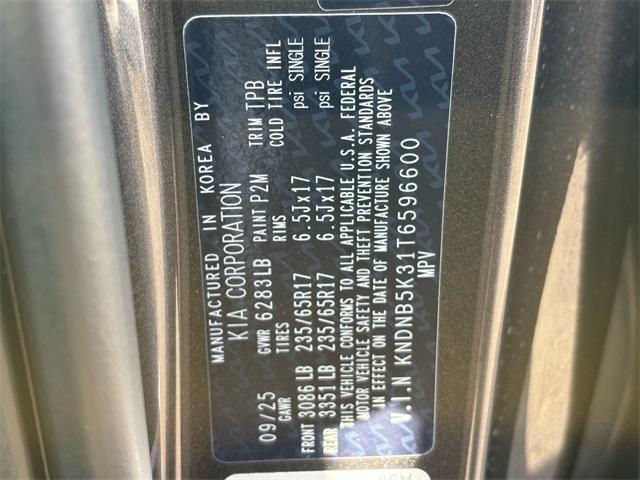 MANUFACTURED IN KOREA BY
KIA CORPORATION
09/25 GVWR 6283LB PAINT P2M TRIM TPB
GAWR TIRES RIMS COLD TIRE INFL
FRONT 3086 LB 235/65R17 6.5Jx17 psi SINGLE
REAR 3351 LB 235/65R17 6.5Jx17 psi SINGLE
THIS VEHICLE CONFORMS TO ALL APPLICABLE U.S.A. FEDERAL
MOTOR VEHICLE SAFETY AND THEFT PREVENTION STANDARDS
IN EFFECT ON THE DATE OF MANUFACTURE SHOWN ABOVE
V.I.N KNDNB5K31T6596600
MPV